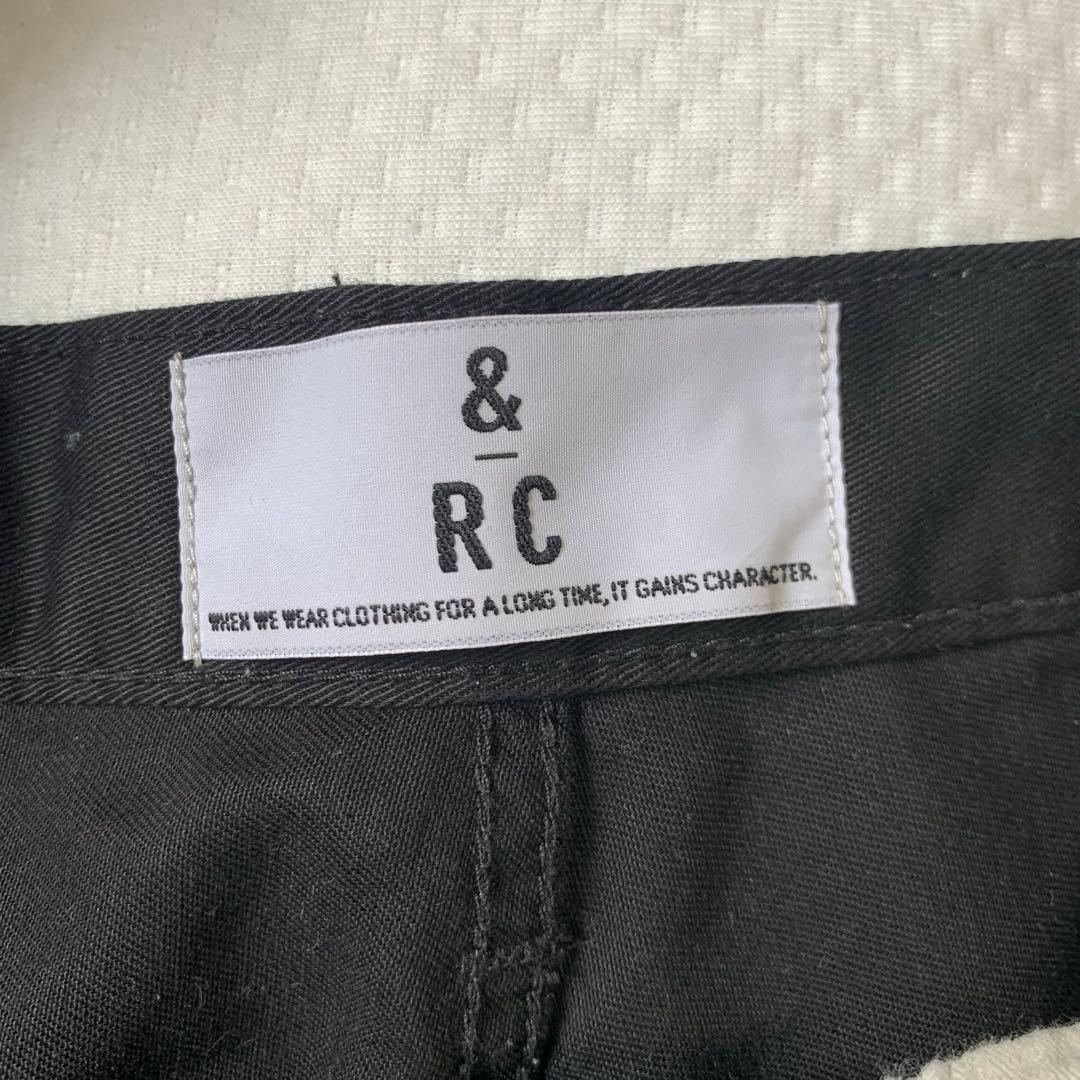 &
RC
WHEN WE WEAR CLOTHING FOR A LONG TIME, IT GAINS CHARACTER.